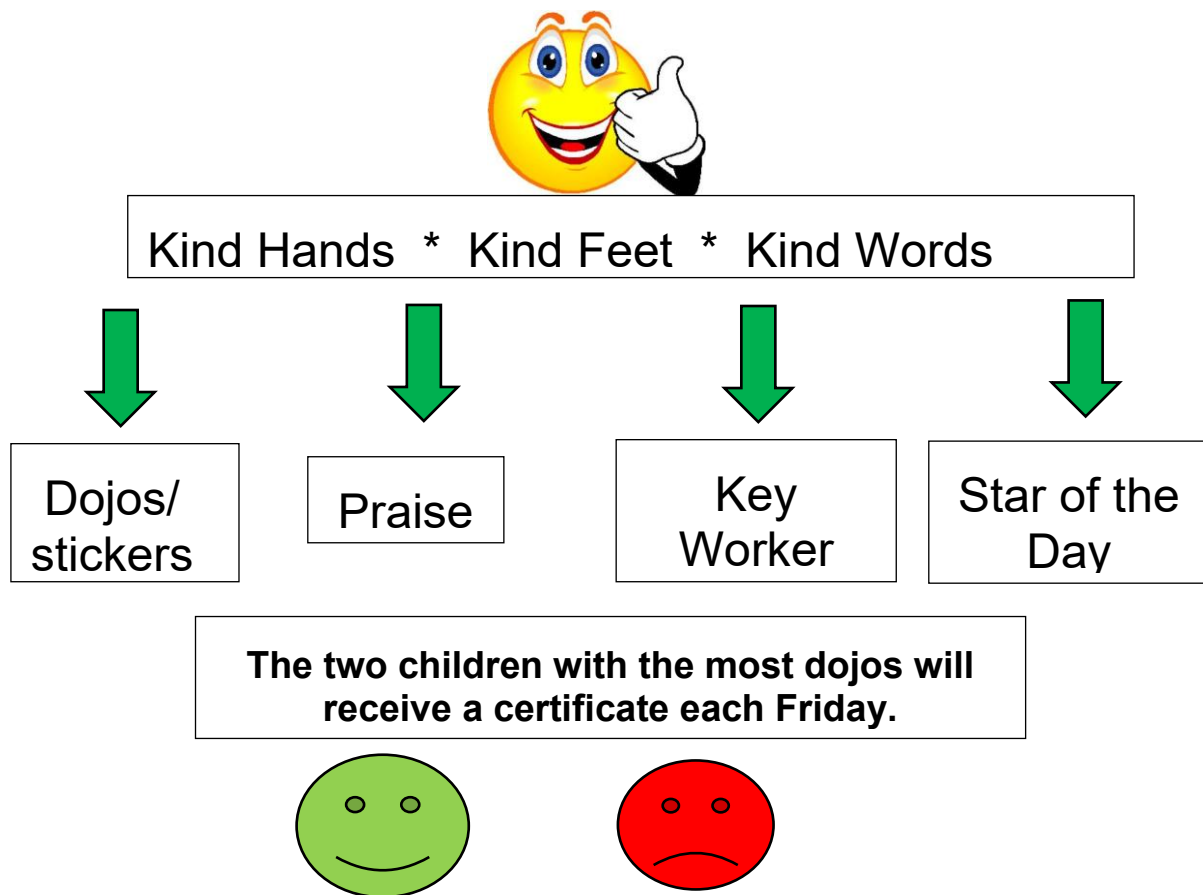 Kind Hands * Kind Feet * Kind Words
Dojos/
stickers
Praise
Key
Worker
Star of the
Day
The two children with the most dojos will
receive a certificate each Friday.